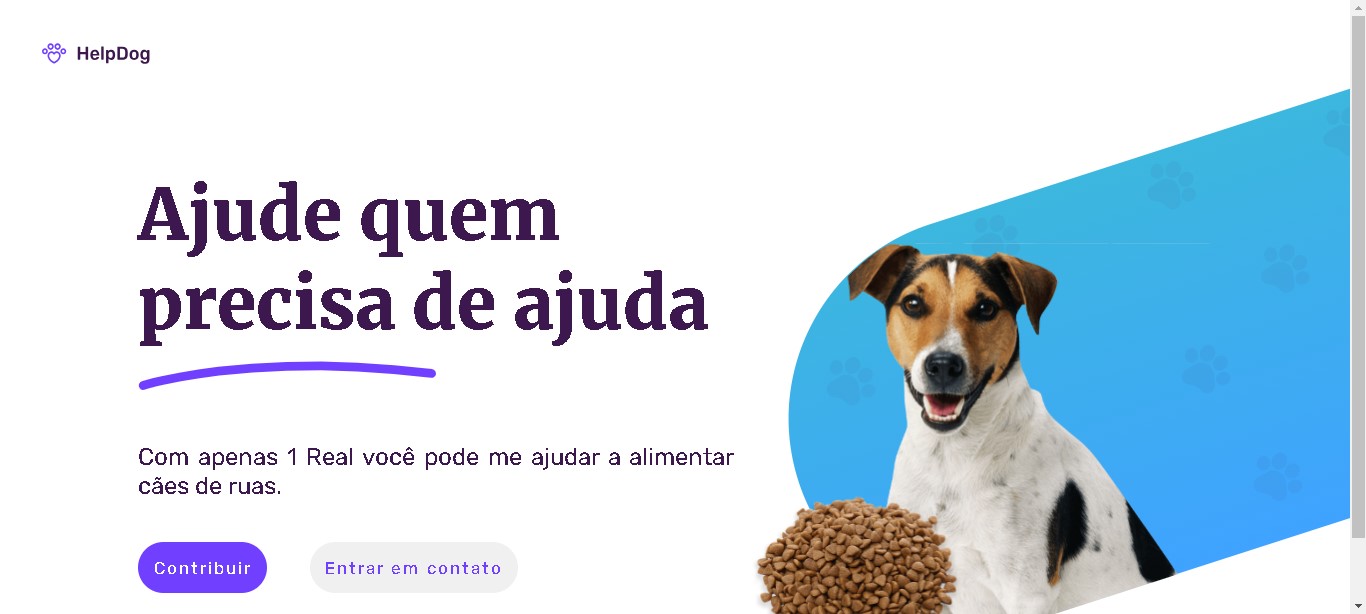 HelpDog
Ajude quem
precisa de ajuda
Com apenas 1 Real você pode me ajudar a alimentar
cães de ruas.
Contribuir
Entrar em contato